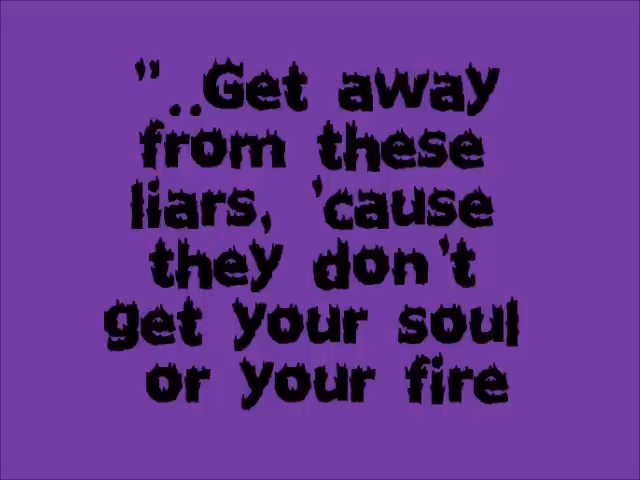 "..Get away
from these
liars, 'cause
they don't
get your soul
or your fire